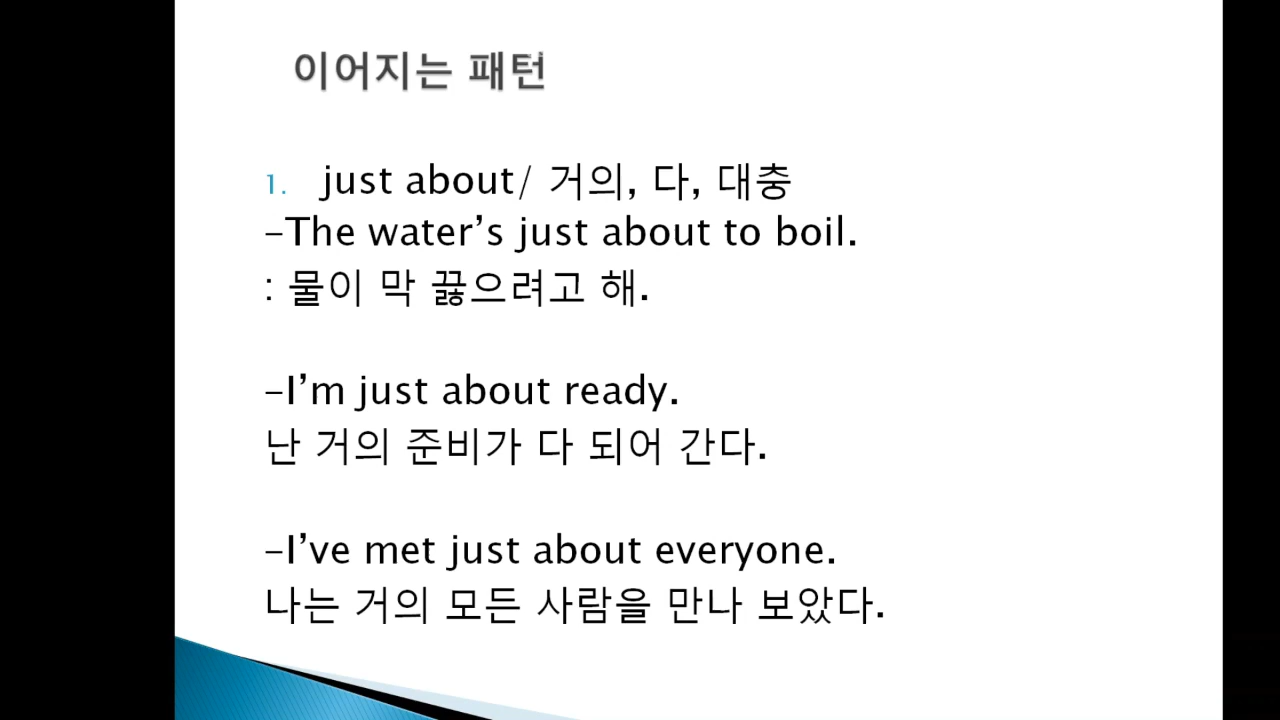 이어지는 패턴
1. just about/ 거의, 다, 대충
-The water’s just about to boil.
: 물이 막 끓으려고 해.
-I’m just about ready.
난 거의 준비가 다 되어 간다.
-I’ve met just about everyone.
나는 거의 모든 사람을 만나 보았다.